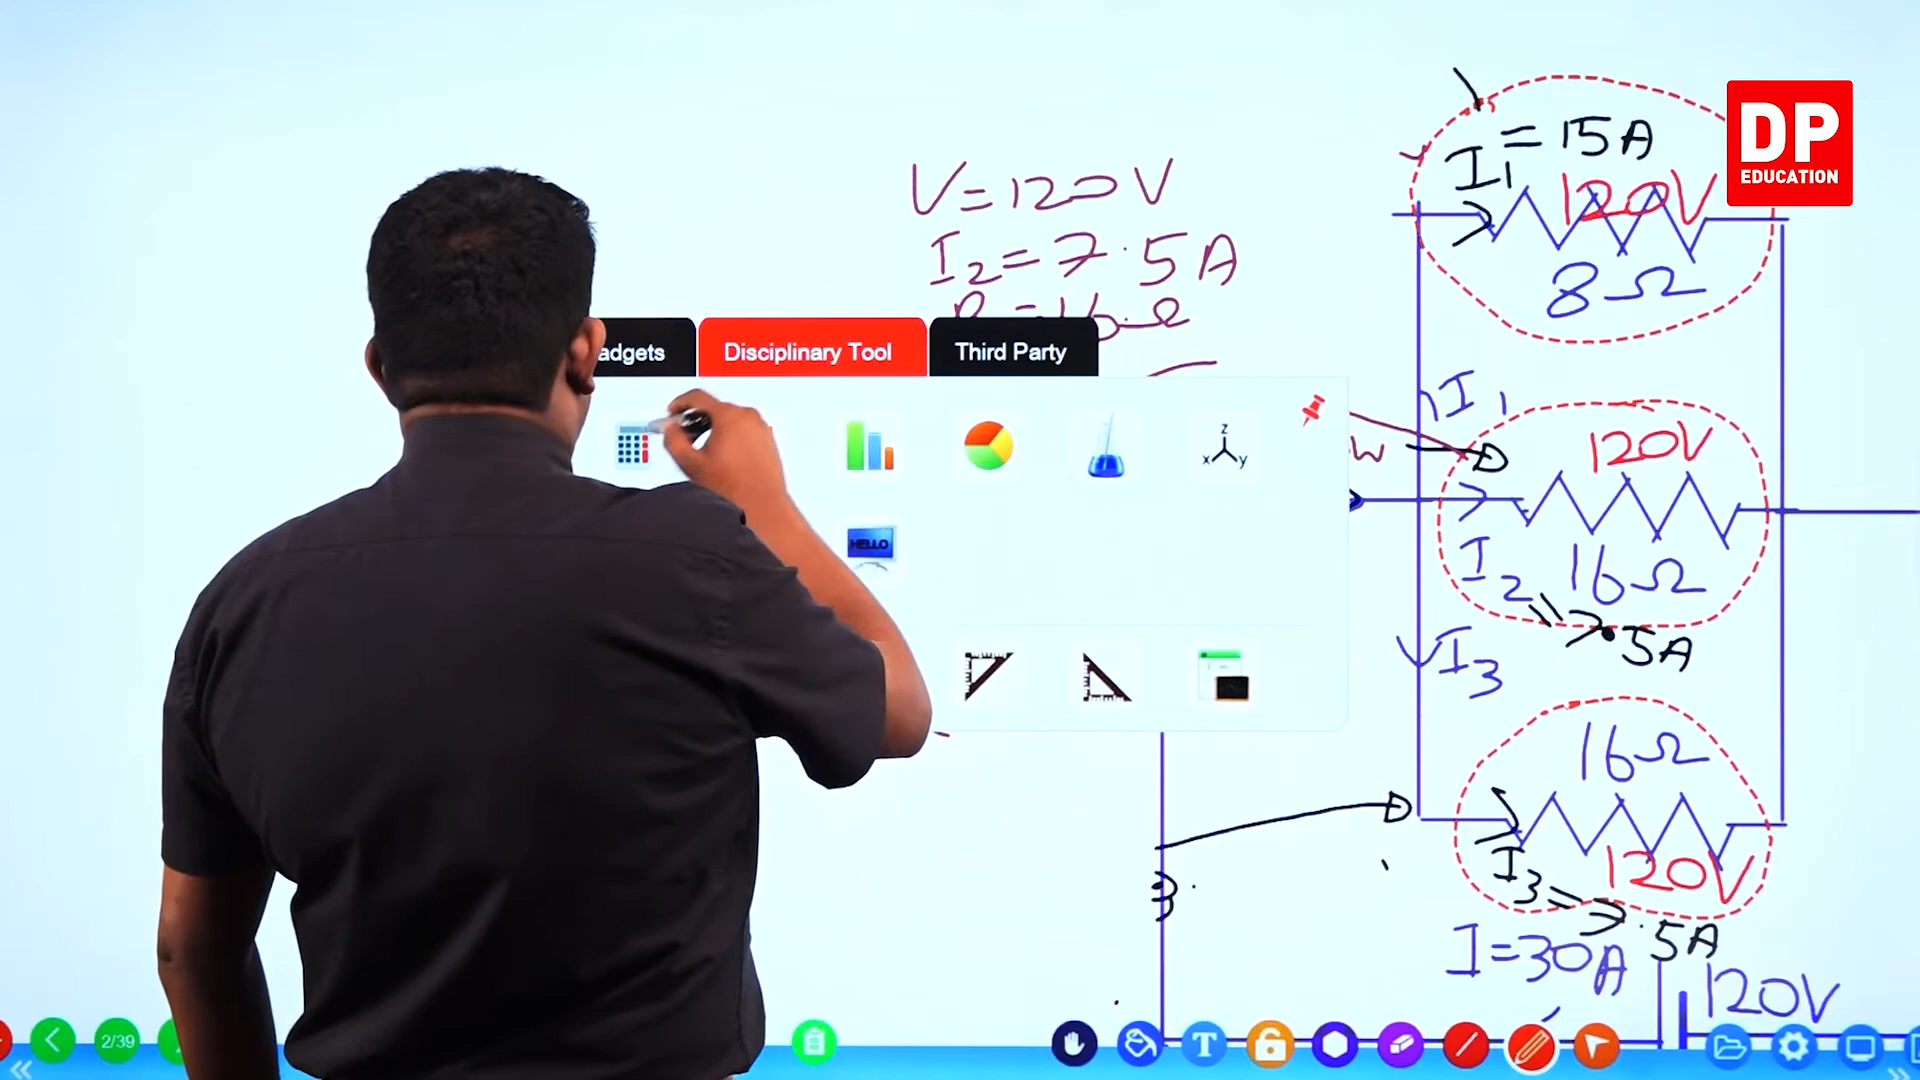 DP
EDUCATION
I₁ = 15A
120V
8Ω
V=120V
I₂=7.5A
=16Ω
adgets
Disciplinary Tool
Third Party
z
x y
HELLO
I₁
W
120V
I₂
16Ω
7.5A
I₃
16Ω
120V
I₃=7.5A
I=30A
120V
2/39
T